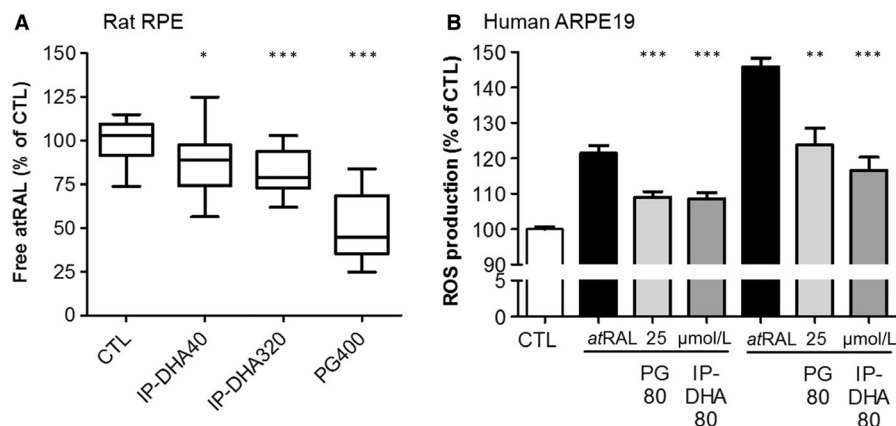 A Rat RPE
Free atRAL (% of CTL)
150
125
100
75
50
25
0
* *** ***
CTL
IP-DHA40
IP-DHA320
PG400
B Human ARPE19
ROS production (% of CTL)
150
140
130
120
110
100
90
5
0
*** *** ** ***
CTL
atRAL 25 µmol/L
atRAL 25 µmol/L
PG
80
IP-
DHA
80
PG
80
IP-
DHA
80